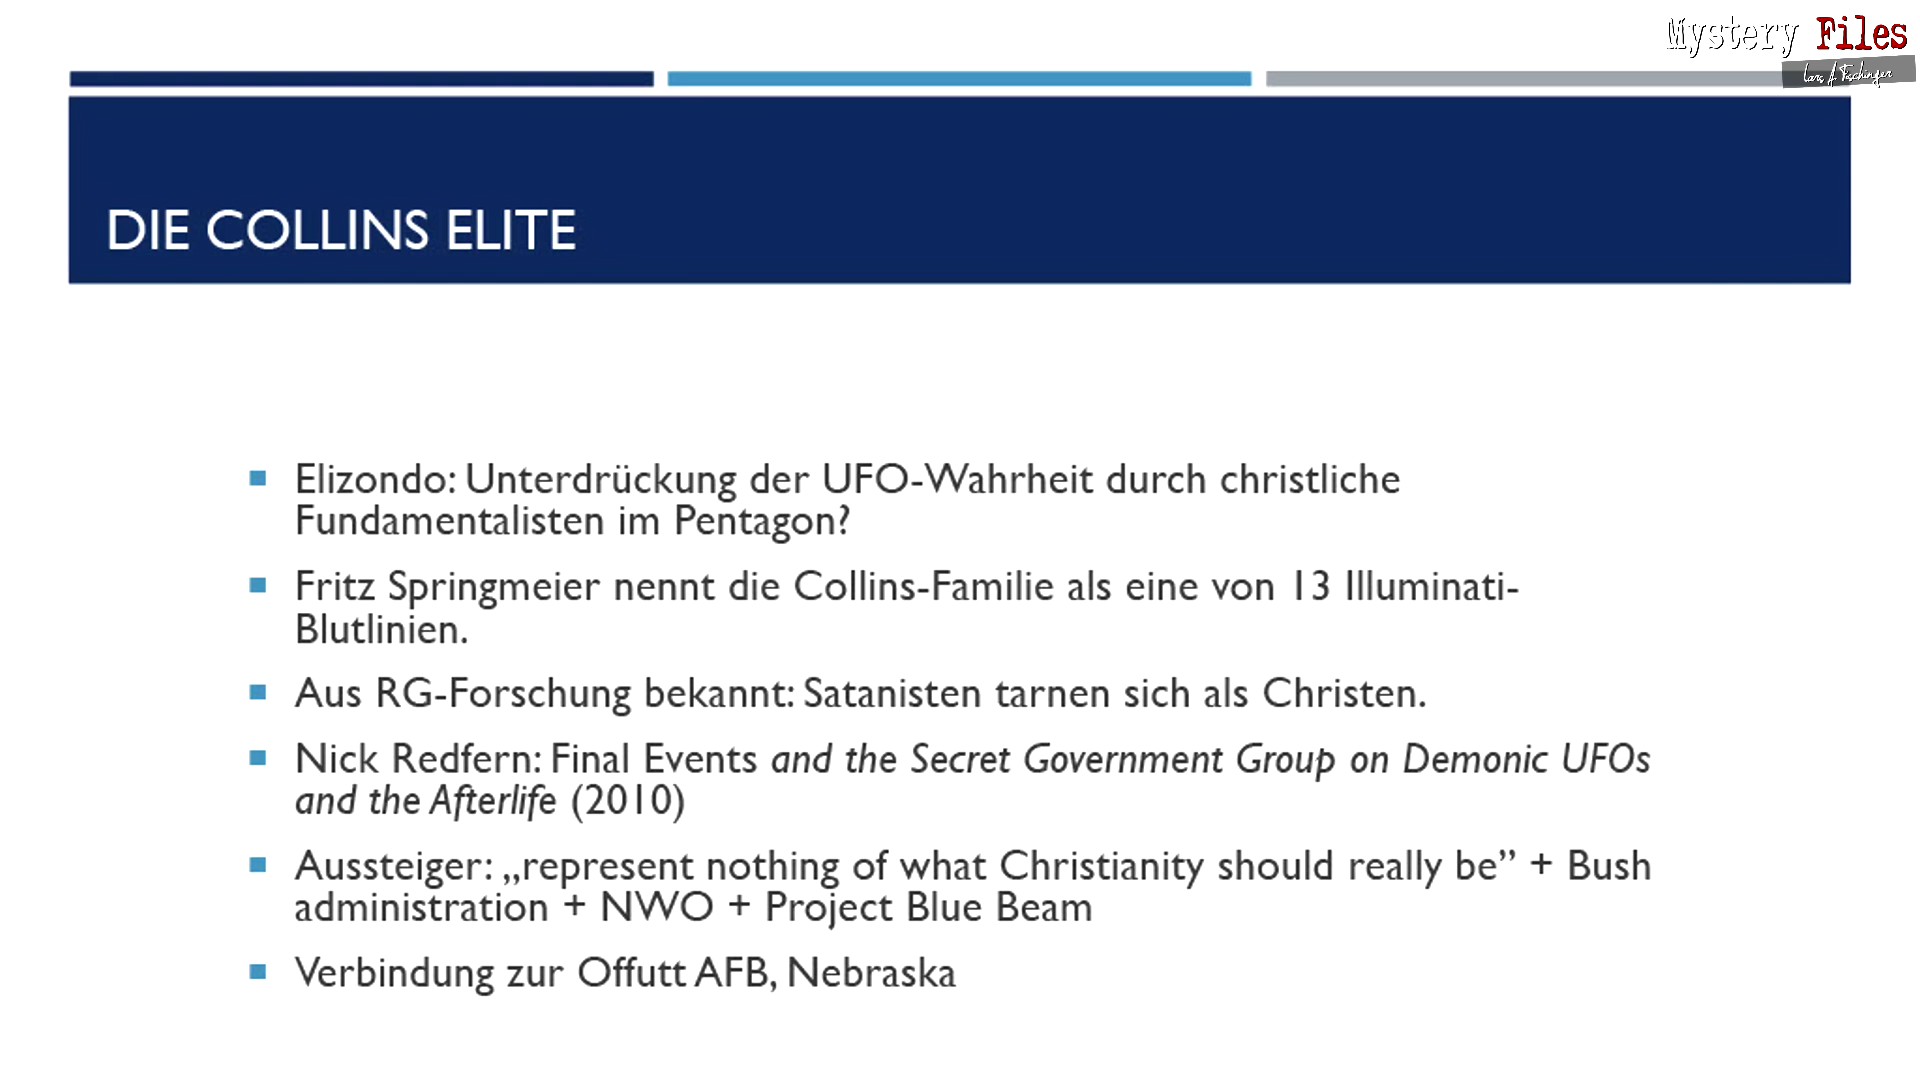 Mystery Files
Lars A. Fischinger
DIE COLLINS ELITE
Elizondo: Unterdrückung der UFO-Wahrheit durch christliche
Fundamentalisten im Pentagon?
Fritz Springmeier nennt die Collins-Familie als eine von 13 Illuminati-
Blutlinien.
Aus RG-Forschung bekannt: Satanisten tarnen sich als Christen.
Nick Redfern: Final Events and the Secret Government Group on Demonic UFOs
and the Afterlife (2010)
Aussteiger: „represent nothing of what Christianity should really be” + Bush
administration + NWO + Project Blue Beam
Verbindung zur Offutt AFB, Nebraska